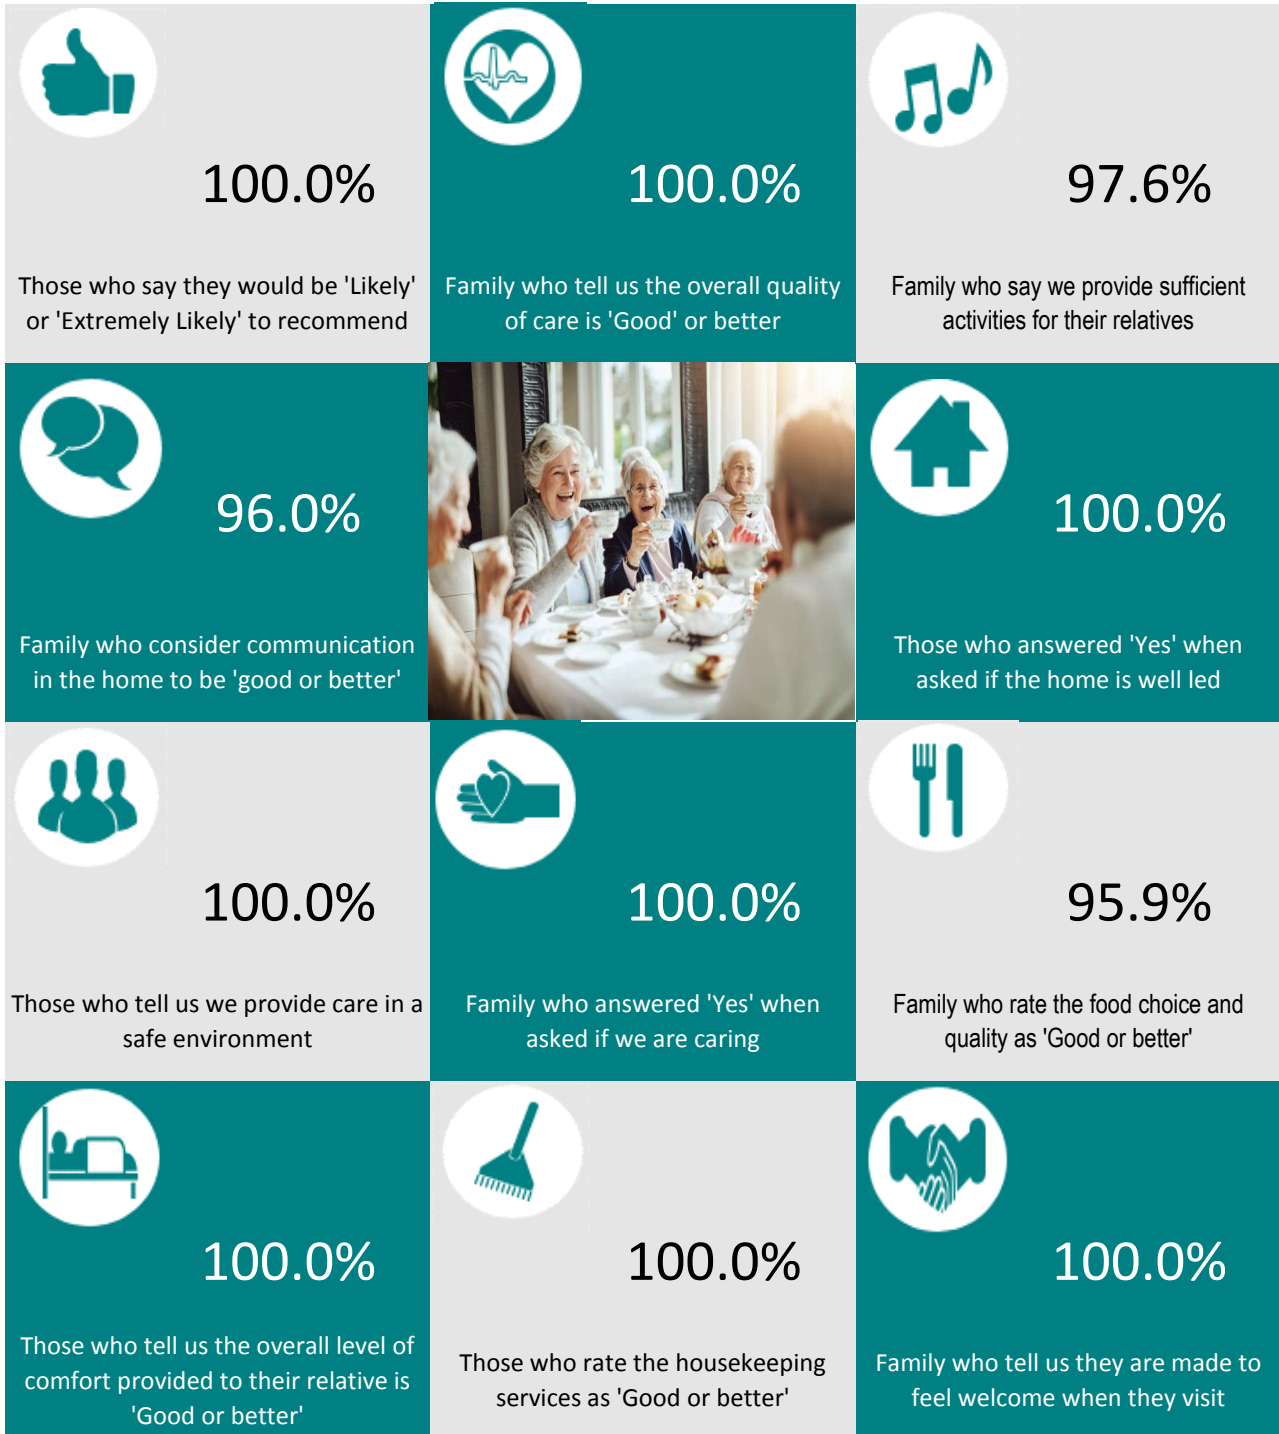 100.0%
Those who say they would be 'Likely'
or 'Extremely Likely' to recommend
100.0%
Family who tell us the overall quality
of care is 'Good' or better
97.6%
Family who say we provide sufficient
activities for their relatives
96.0%
Family who consider communication
in the home to be 'good or better'
100.0%
Those who answered 'Yes' when
asked if the home is well led
100.0%
Those who tell us we provide care in a
safe environment
100.0%
Family who answered 'Yes' when
asked if we are caring
95.9%
Family who rate the food choice and
quality as 'Good or better'
100.0%
Those who tell us the overall level of
comfort provided to their relative is
'Good or better'
100.0%
Those who rate the housekeeping
services as 'Good or better'
100.0%
Family who tell us they are made to
feel welcome when they visit